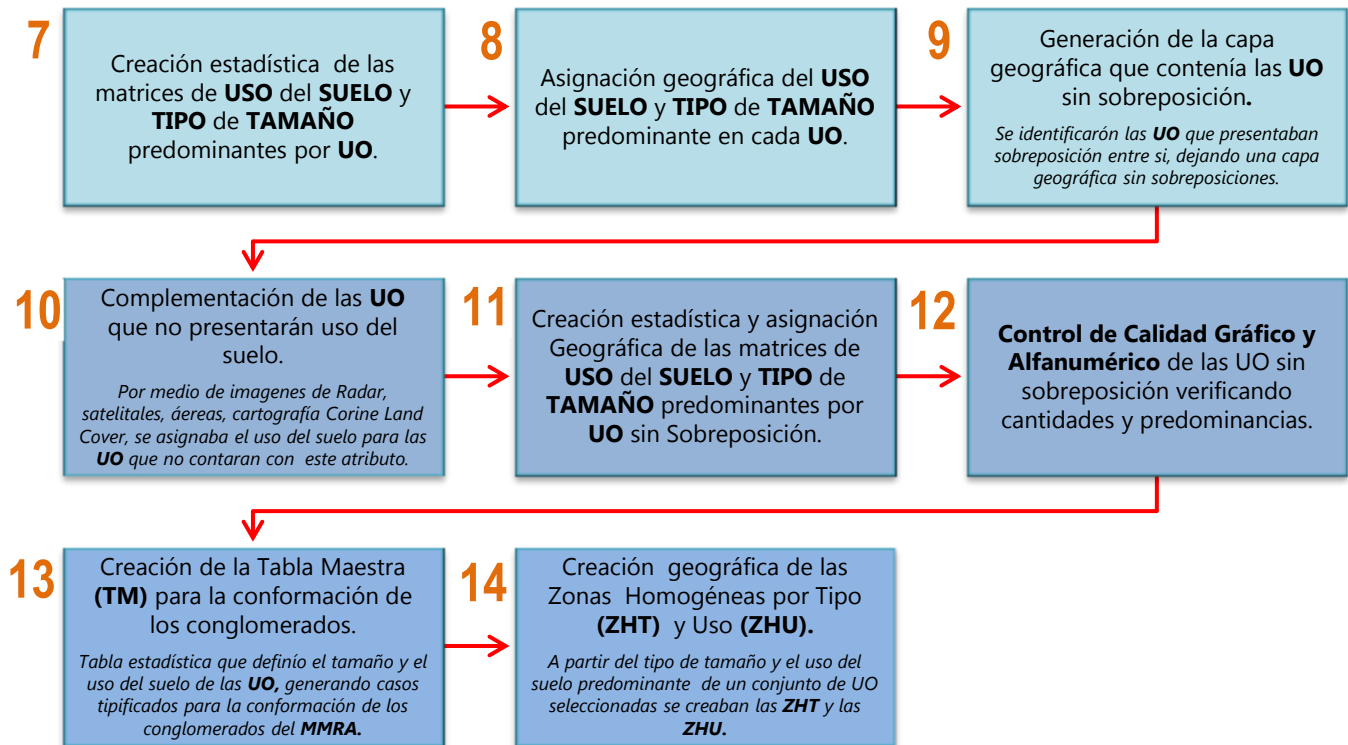 7
Creación estadística de las
matrices de USO del SUELO y
TIPO de TAMAÑO
predominantes por UO.
8
Asignación geográfica del USO
del SUELO y TIPO de TAMAÑO
predominante en cada UO.
9
Generación de la capa
geográfica que contenía las UO
sin sobreposición.
Se identificarón las UO que presentaban
sobreposición entre si, dejando una capa
geográfica sin sobreposiciones.
10
Complementación de las UO
que no presentarán uso del
suelo.
Por medio de imagenes de Radar,
satelitales, áereas, cartografía Corine Land
Cover, se asignaba el uso del suelo para las
UO que no contaran con este atributo.
11
Creación estadística y asignación
Geográfica de las matrices de
USO del SUELO y TIPO de
TAMAÑO predominantes por
UO sin Sobreposición.
12
Control de Calidad Gráfico y
Alfanumérico de las UO sin
sobreposición verificando
cantidades y predominancias.
13
Creación de la Tabla Maestra
(TM) para la conformación de
los conglomerados.
Tabla estadística que definío el tamaño y el
uso del suelo de las UO, generando casos
tipificados para la conformación de los
conglomerados del MMRA.
14
Creación geográfica de las
Zonas Homogéneas por Tipo
(ZHT) y Uso (ZHU).
A partir del tipo de tamaño y el uso del
suelo predominante de un conjunto de UO
seleccionadas se creaban las ZHT y las
ZHU.